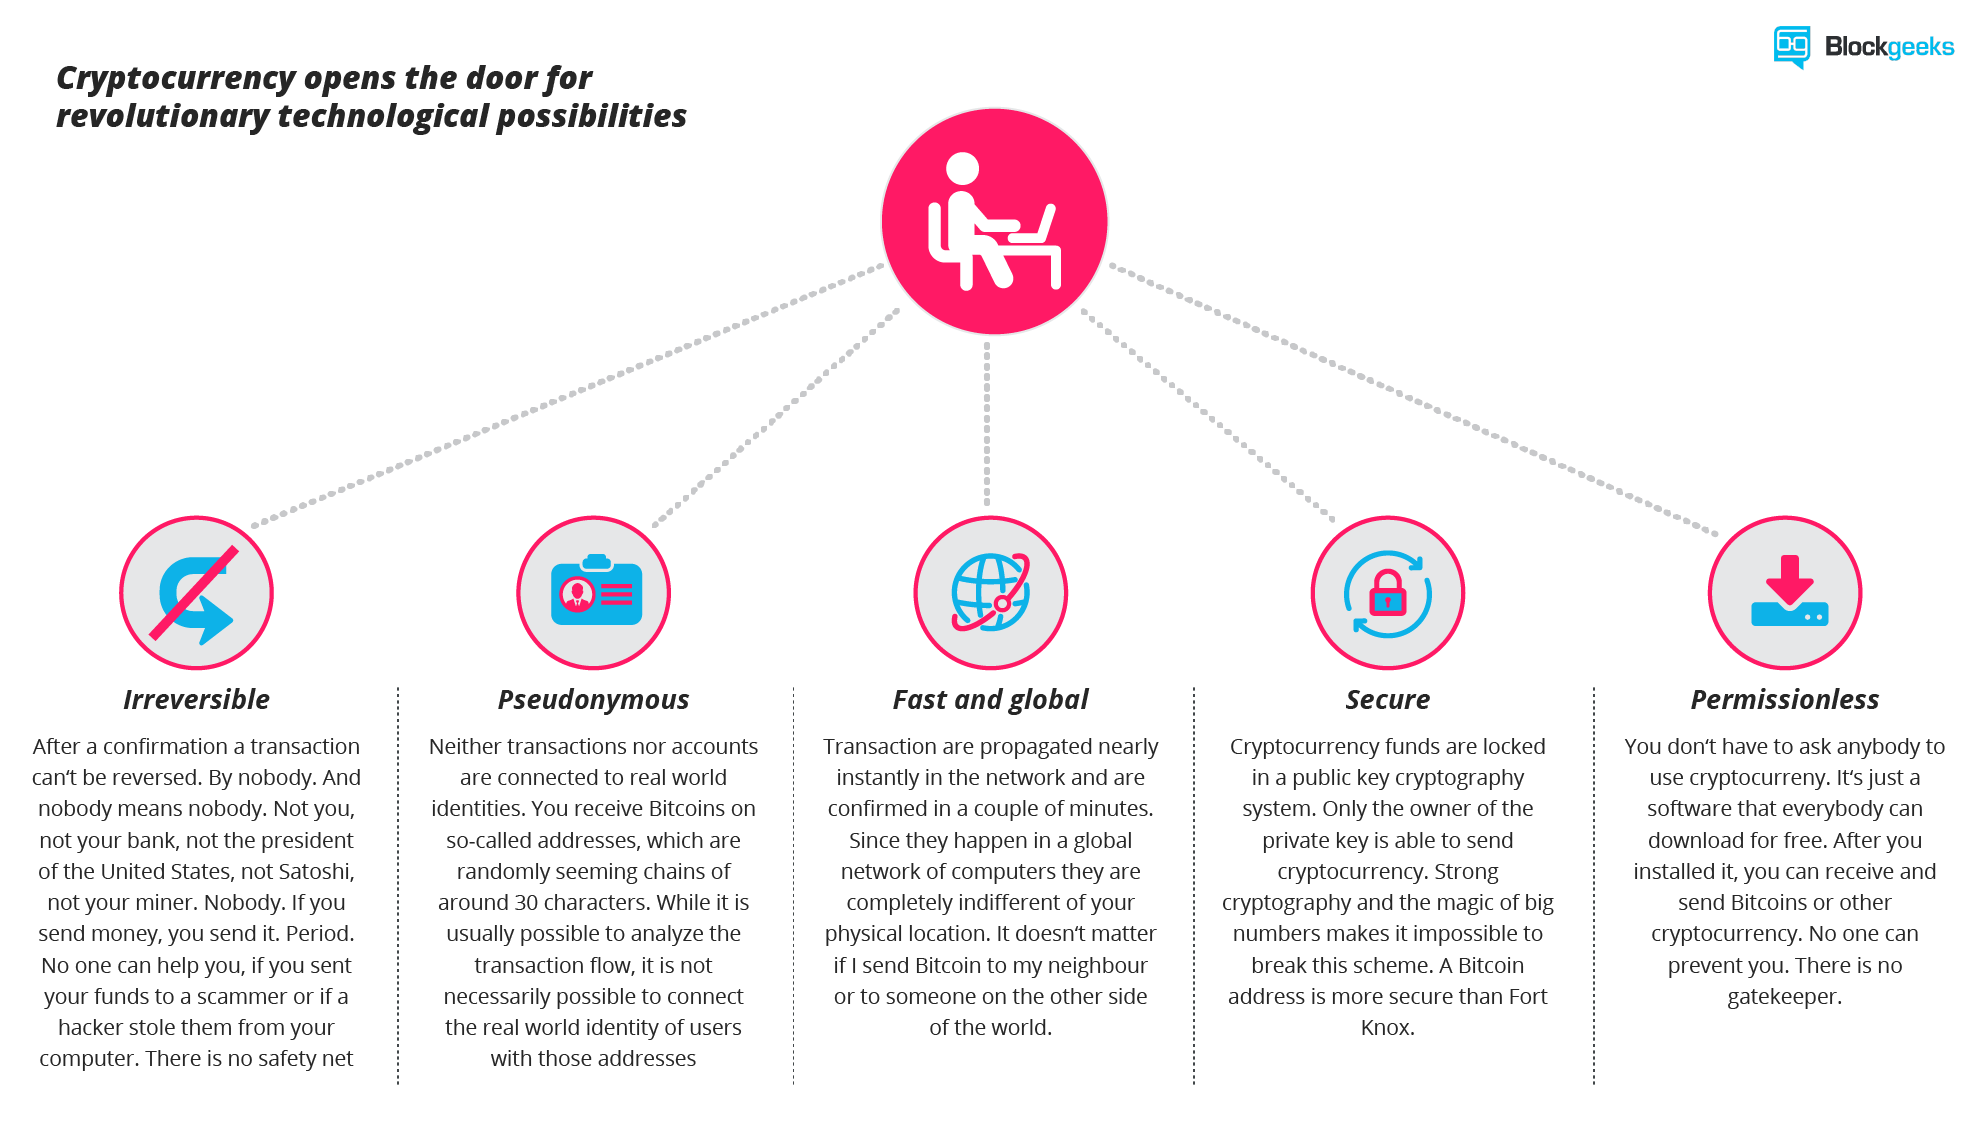 Blockgeeks
Cryptocurrency opens the door for
revolutionary technological possibilities
Irreversible
After a confirmation a transaction
can‘t be reversed. By nobody. And
nobody means nobody. Not you,
not your bank, not the president
of the United States, not Satoshi,
not your miner. Nobody. If you
send money, you send it. Period.
No one can help you, if you sent
your funds to a scammer or if a
hacker stole them from your
computer. There is no safety net
Pseudonymous
Neither transactions nor accounts
are connected to real world
identities. You receive Bitcoins on
so-called addresses, which are
randomly seeming chains of
around 30 characters. While it is
usually possible to analyze the
transaction flow, it is not
necessarily possible to connect
the real world identity of users
with those addresses
Fast and global
Transaction are propagated nearly
instantly in the network and are
confirmed in a couple of minutes.
Since they happen in a global
network of computers they are
completely indifferent of your
physical location. It doesn‘t matter
if I send Bitcoin to my neighbour
or to someone on the other side
of the world.
Secure
Cryptocurrency funds are locked
in a public key cryptography
system. Only the owner of the
private key is able to send
cryptocurrency. Strong
cryptography and the magic of big
numbers makes it impossible to
break this scheme. A Bitcoin
address is more secure than Fort
Knox.
Permissionless
You don‘t have to ask anybody to
use cryptocurreny. It‘s just a
software that everybody can
download for free. After you
installed it, you can receive and
send Bitcoins or other
cryptocurrency. No one can
prevent you. There is no
gatekeeper.